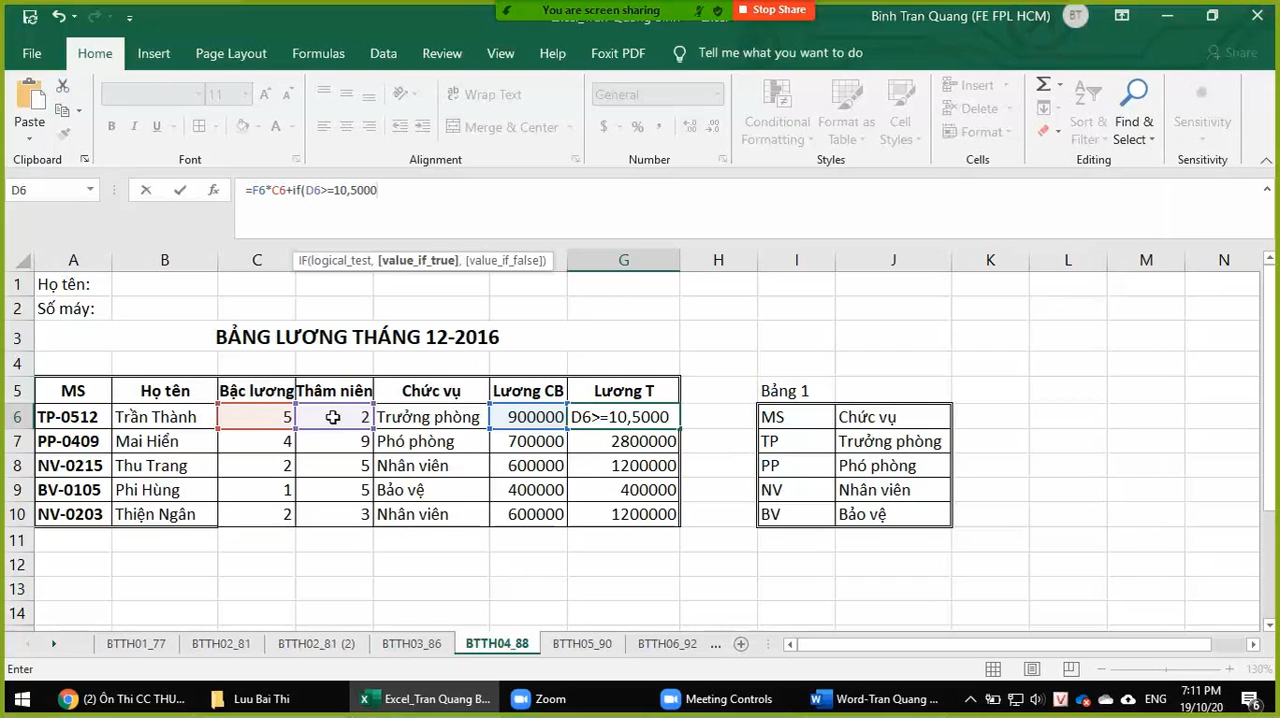 You are screen sharing
Stop Share
Binh Tran Quang (FE FPL HCM) BT
File Home Insert Page Layout Formulas Data Review View Help Foxit PDF Tell me what you want to do Share
11 Wrap Text General Insert
Paste Merge & Center Conditional Format as Cell Delete Sort & Find & Sensitivity
B I U $ % , Formatting Table Styles Format Filter Select
Clipboard Font Alignment Number Styles Cells Editing Sensitivity
D6 =F6*C6+if(D6>=10,5000
IF(logical_test, [value_if_true], [value_if_false])
A B C G H I J K L M N
1 Họ tên:
2 Số máy:
3 BẢNG LƯƠNG THÁNG 12-2016
4
5 MS Họ tên Bậc lương Thâm niên Chức vụ Lương CB Lương T Bảng 1
6 TP-0512 Trần Thành 5 2 Trưởng phòng 900000 D6>=10,5000 MS Chức vụ
7 PP-0409 Mai Hiển 4 9 Phó phòng 700000 2800000 TP Trưởng phòng
8 NV-0215 Thu Trang 2 5 Nhân viên 600000 1200000 PP Phó phòng
9 BV-0105 Phi Hùng 1 5 Bảo vệ 400000 400000 NV Nhân viên
10 NV-0203 Thiện Ngân 2 3 Nhân viên 600000 1200000 BV Bảo vệ
11
12
13
14
BTTH01_77 BTTH02_81 BTTH02_81 (2) BTTH03_86 BTTH04_88 BTTH05_90 BTTH06_92 ...
Enter 130%
(2) Ôn Thi CC THU... Luu Bai Thi Excel_Tran Quang B... Zoom Meeting Controls Word-Tran Quang ... ENG 7:11 PM
19/10/20 6